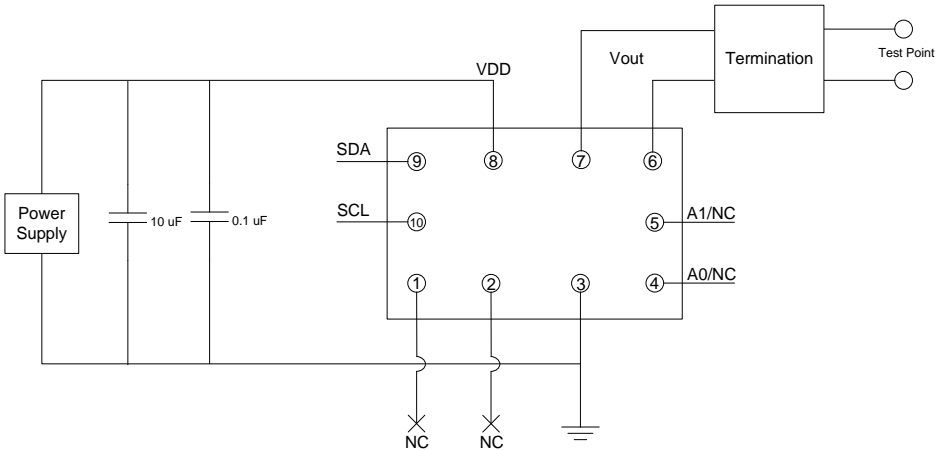 Termination
Test Point
Vout
VDD
SDA
9
8
7
6
Power
Supply
10 uF
0.1 uF
SCL
10
5
A1/NC
1
2
3
4
A0/NC
NC
NC